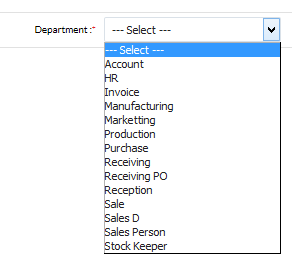 Department :* --- Select ---
--- Select ---
Account
HR
Invoice
Manufacturing
Marketting
Production
Purchase
Receiving
Receiving PO
Reception
Sale
Sales D
Sales Person
Stock Keeper